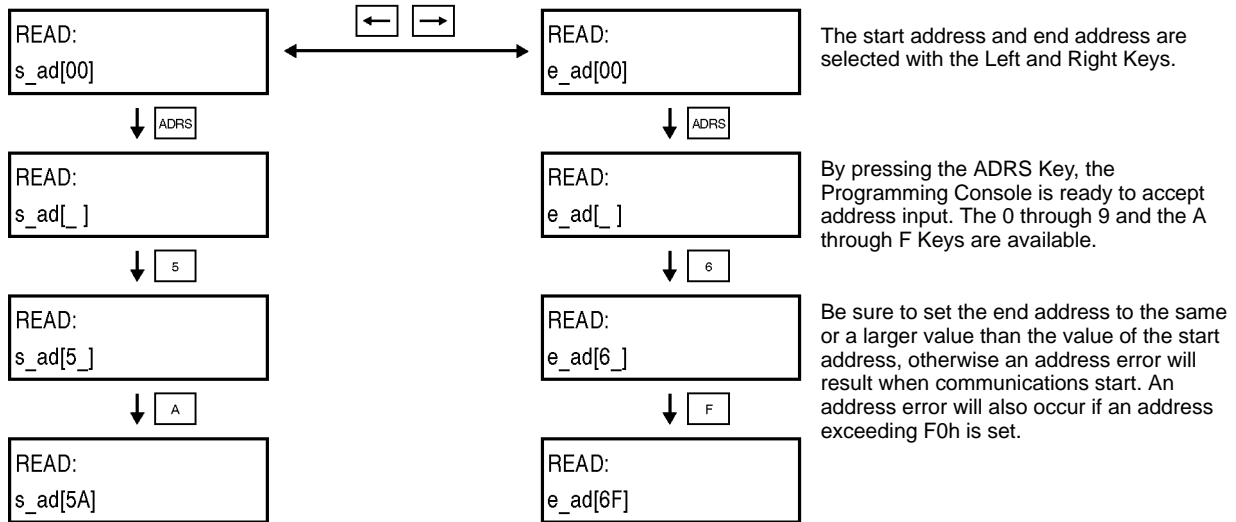 READ:
s_ad[00]
READ:
e_ad[00]
The start address and end address are
selected with the Left and Right Keys.
ADRS
ADRS
READ:
s_ad[_ ]
READ:
e_ad[_ ]
By pressing the ADRS Key, the
Programming Console is ready to accept
address input. The 0 through 9 and the A
through F Keys are available.
5
6
READ:
s_ad[5_]
READ:
e_ad[6_]
Be sure to set the end address to the same
or a larger value than the value of the start
address, otherwise an address error will
result when communications start. An
address error will also occur if an address
exceeding F0h is set.
A
F
READ:
s_ad[5A]
READ:
e_ad[6F]